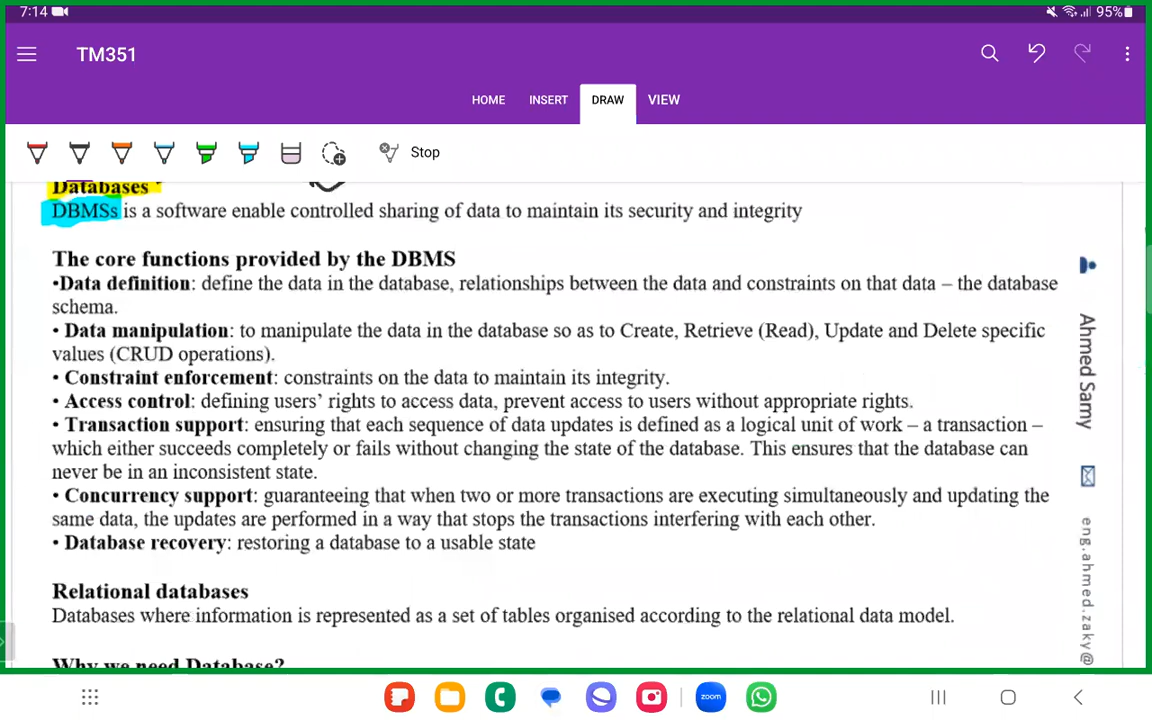 7:14
95%
TM351
HOME INSERT DRAW VIEW
Stop
Databases
DBMSs is a software enable controlled sharing of data to maintain its security and integrity
The core functions provided by the DBMS
•Data definition: define the data in the database, relationships between the data and constraints on that data – the database
schema.
• Data manipulation: to manipulate the data in the database so as to Create, Retrieve (Read), Update and Delete specific
values (CRUD operations).
• Constraint enforcement: constraints on the data to maintain its integrity.
• Access control: defining users' rights to access data, prevent access to users without appropriate rights.
• Transaction support: ensuring that each sequence of data updates is defined as a logical unit of work – a transaction –
which either succeeds completely or fails without changing the state of the database. This ensures that the database can
never be in an inconsistent state.
• Concurrency support: guaranteeing that when two or more transactions are executing simultaneously and updating the
same data, the updates are performed in a way that stops the transactions interfering with each other.
• Database recovery: restoring a database to a usable state
Relational databases
Databases where information is represented as a set of tables organised according to the relational data model.
Why we need Database?
Ahmed Samy
eng.ahmed.zaky@
zoom